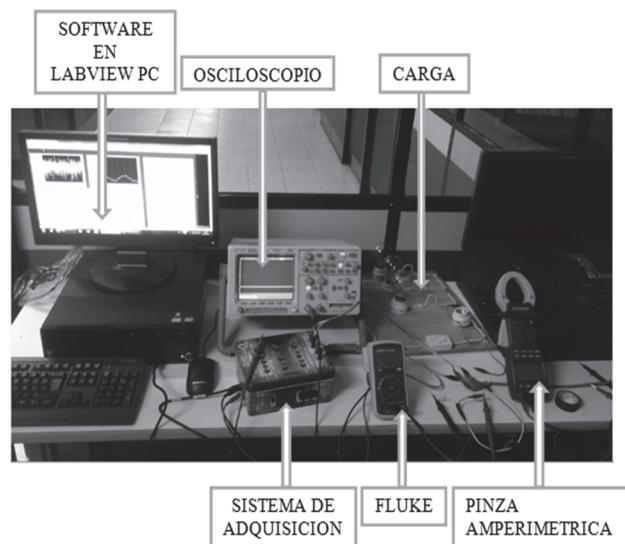 SOFTWARE
EN
LABVIEW PC
OSCILOSCOPIO
CARGA
SISTEMA DE
ADQUISICION
FLUKE
PINZA
AMPERIMETRICA